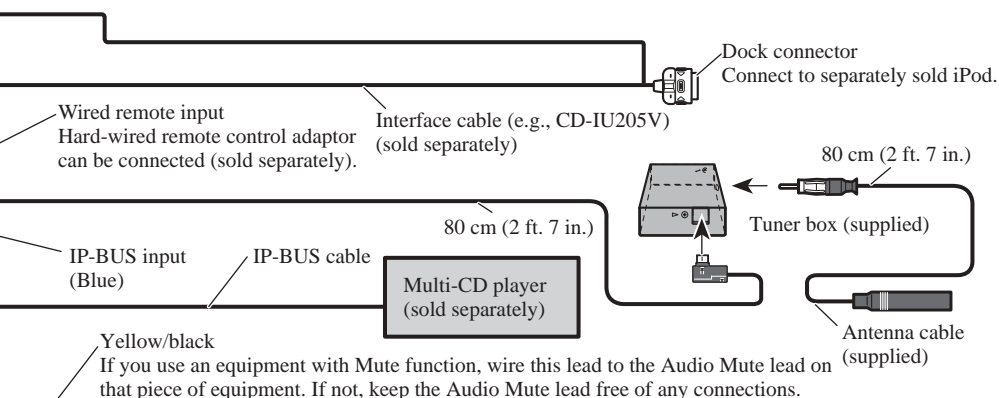 Dock connector
Connect to separately sold iPod.
Wired remote input
Hard-wired remote control adaptor
can be connected (sold separately).
Interface cable (e.g., CD-IU205V)
(sold separately)
80 cm (2 ft. 7 in.)
Tuner box (supplied)
80 cm (2 ft. 7 in.)
IP-BUS input
(Blue)
IP-BUS cable
Multi-CD player
(sold separately)
Antenna cable
(supplied)
Yellow/black
If you use an equipment with Mute function, wire this lead to the Audio Mute lead on
that piece of equipment. If not, keep the Audio Mute lead free of any connections.